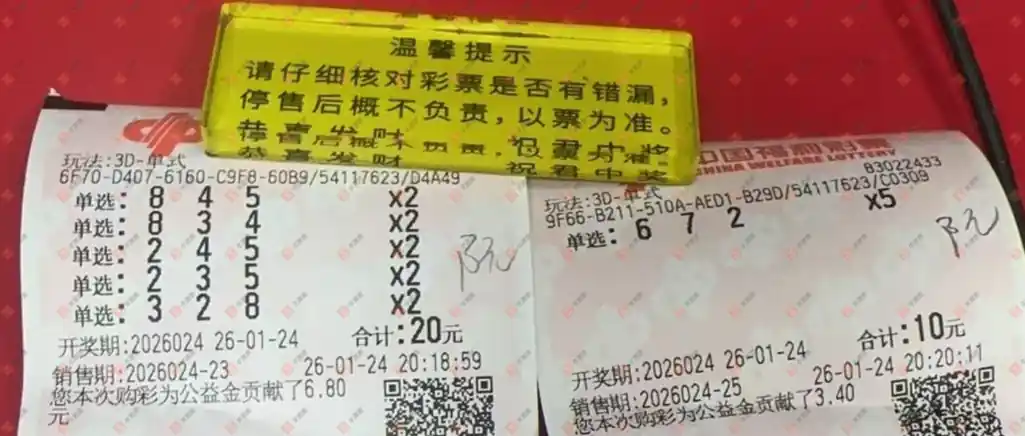 温馨提示
请仔细核对彩票是否有错漏，
停售后概不负责，以票为准。
恭喜发财 祝君中奖
玩法:3D-单式
6F70-D407-6160-C9F8-60B9/54117623/D4A49
单选: 8 4 5 x2
单选: 8 3 4 x2
单选: 2 4 5 x2
单选: 2 3 5 x2
单选: 3 2 8 x2
开奖期:2026024 26-01-24 合计:20元
销售期:2026024-23 26-01-24 20:18:59
您本次购彩为公益金贡献了6.80
元
中国福利彩票
CHINA WELFARE LOTTERY
83022433
玩法:3D-单式
9F66-B211-510A-AED1-B29D/54117623/CD309
单选: 6 7 2 x5
开奖期:2026024 26-01-24 合计:10元
销售期:2026024-25 26-01-24 20:20:11
您本次购彩为公益金贡献了3.40